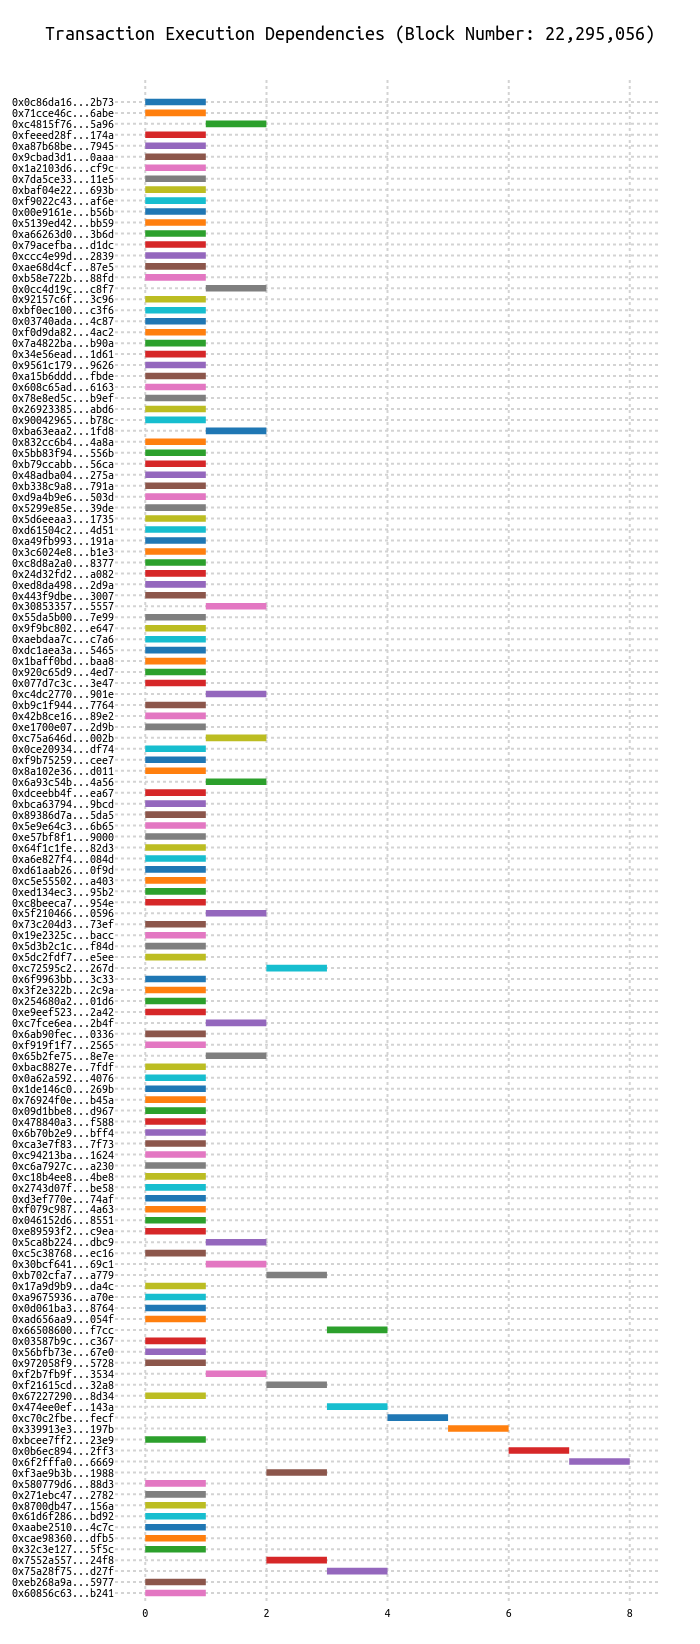 Transaction Execution Dependencies (Block Number: 22,295,056)
0x0c86da16...2b73
0x71cce46c...6abe
0xc4815f76...5a96
0xfeeed28f...174a
0xa87b68be...7945
0x9cbad3d1...0aaa
0x1a2103d6...cf9c
0x7da5ce33...11e5
0xbaf04e22...693b
0xf9022c43...af6e
0x00e9161e...b56b
0x5139ed42...bb59
0xa66263d0...3b6d
0x79acefba...d1dc
0xccc4e99d...2839
0xae68d4cf...87e5
0xb58e722b...88fd
0x0cc4d19c...c8f7
0x92157c6f...3c96
0xbf0ec100...c3f6
0x03740ada...4c87
0xf0d9da82...4ac2
0x7a4822ba...b90a
0x34e56ead...1d61
0x9561c179...9626
0xa15b6ddd...fbde
0x608c65ad...6163
0x78e8ed5c...b9ef
0x26923385...abd6
0x90042965...b78c
0xba63eaa2...1fd8
0x832cc6b4...4a8a
0x5bb83f94...556b
0xb79ccabb...56ca
0x48adba04...275a
0xb338c9a8...791a
0xd9a4b9e6...503d
0x5299e85e...39de
0x5d6eeaa3...1735
0xd61504c2...4d51
0xa49fb993...191a
0x3c6024e8...b1e3
0xc8d8a2a0...8377
0x24d32fd2...a082
0xed8da498...2d9a
0x443f9dbe...3007
0x30853357...5557
0x55da5b00...7e99
0x9f9bc802...e647
0xaebdaa7c...c7a6
0xdc1aea3a...5465
0x1baff0bd...baa8
0x920c65d9...4ed7
0x077d7c3c...3e47
0xc4dc2770...901e
0xb9c1f944...7764
0x42b8ce16...89e2
0xe1700e07...2d9b
0xc75a646d...002b
0x0ce20934...df74
0xf9b75259...cee7
0x8a102e36...d011
0x6a93c54b...4a56
0xdceebb4f...ea67
0xbca63794...9bcd
0x89386d7a...5da5
0x5e9e64c3...6b65
0xe57bf8f1...9000
0x64f1c1fe...82d3
0xa6e827f4...084d
0xd61aab26...0f9d
0xc5e55502...a403
0xed134ec3...95b2
0xc8beeca7...954e
0x5f210466...0596
0x73c204d3...73ef
0x19e2325c...bacc
0x5d3b2c1c...f84d
0x5dc2fdf7...e5ee
0xc72595c2...267d
0x6f9963bb...3c33
0x3f2e322b...2c9a
0x254680a2...01d6
0xe9eef523...2a42
0xc7fce6ea...2b4f
0x6ab90fec...0336
0xf919f1f7...2565
0x65b2fe75...8e7e
0xbac8827e...7fdf
0x0a62a592...4076
0x1de146c0...269b
0x76924f0e...b45a
0x09d1bbe8...d967
0x478840a3...f588
0x6b70b2e9...bff4
0xca3e7f83...7f73
0xc94213ba...1624
0xc6a7927c...a230
0xc18b4ee8...4be8
0x2743d07f...be58
0xd3ef770e...74af
0xf079c987...4a63
0x046152d6...8551
0xe89593f2...c9ea
0x5ca8b224...dbc9
0xc5c38768...ec16
0x30bcf641...69c1
0xb702cfa7...a779
0x17a9d9b9...da4c
0xa9675936...a70e
0x0d061ba3...8764
0xad656aa9...054f
0x66508600...f7cc
0x03587b9c...c367
0x56bfb73e...67e0
0x972058f9...5728
0xf2b7fb9f...3534
0xf21615cd...32a8
0x67227290...8d34
0x474ee0ef...143a
0xc70c2fbe...fecf
0x339913e3...197b
0xbcee7ff2...23e9
0x0b6ec894...2ff3
0x6f2fffa0...6669
0xf3ae9b3b...1988
0x580779d6...88d3
0x271ebc47...2782
0x8700db47...156a
0x61d6f286...bd92
0xaabe2510...4c7c
0xcae98360...dfb5
0x32c3e127...5f5c
0x7552a557...24f8
0x75a28f75...d27f
0xeb268a9a...5977
0x60856c63...b241
0 2 4 6 8